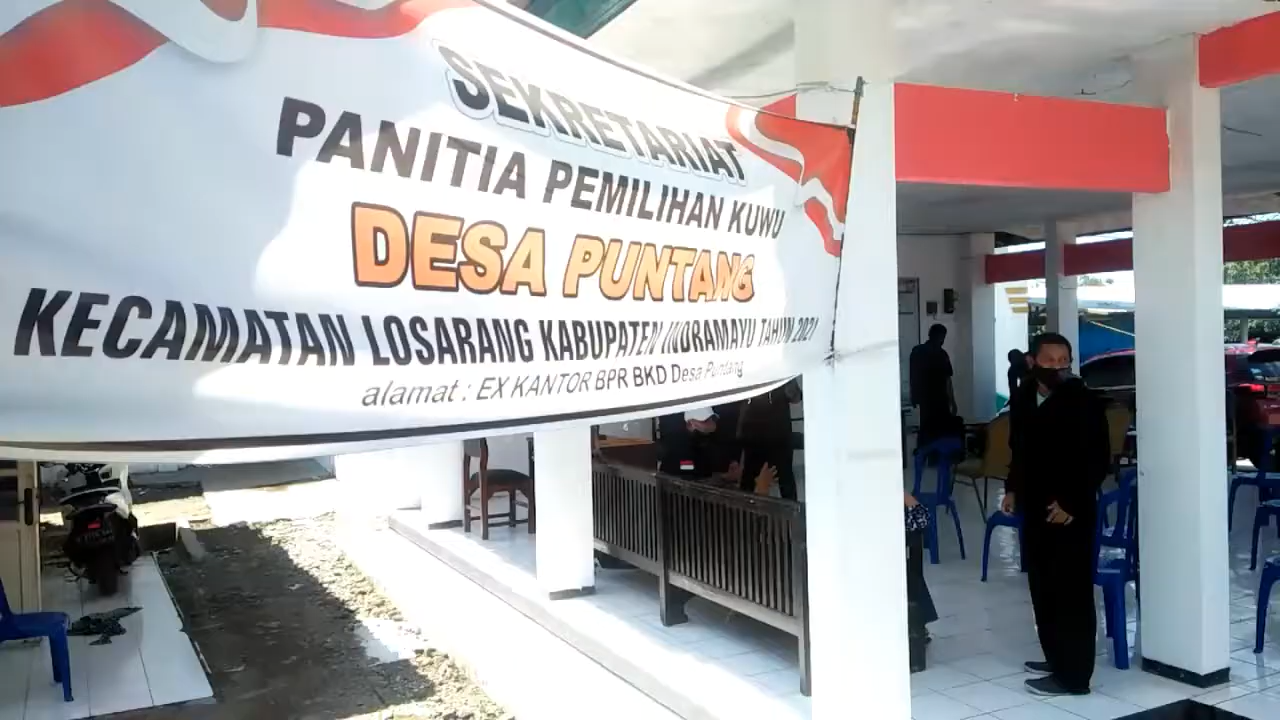 SEKRETARIAT
PANITIA PEMILIHAN KUWU
DESA PUNTANG
KECAMATAN LOSARANG KABUPATEN INDRAMAYU TAHUN 2021
alamat : EX KANTOR BPR BKD Desa Puntang